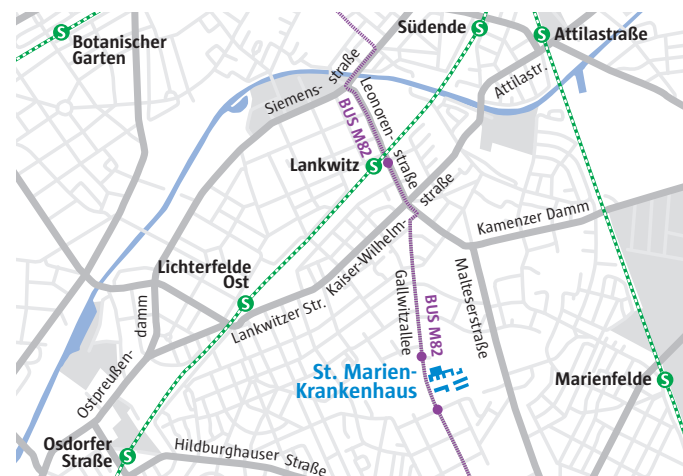 Botanischer
Garten
S
Südende
S
S
Attilastraße
Siemens-
straße
Attilastr.
BUS M82
Leonoren-
straße
Lankwitz
S
Kaiser-Wilhelm-
straße
Kamenzer Damm
Lichterfelde
Ost
S
Lankwitzer Str.
Gallwitzallee
BUS M82
Malteserstraße
Ostpreußen-
damm
St. Marien-
Krankenhaus
Marienfelde
S
Osdorfer
Straße
S
Hildburghauser Straße